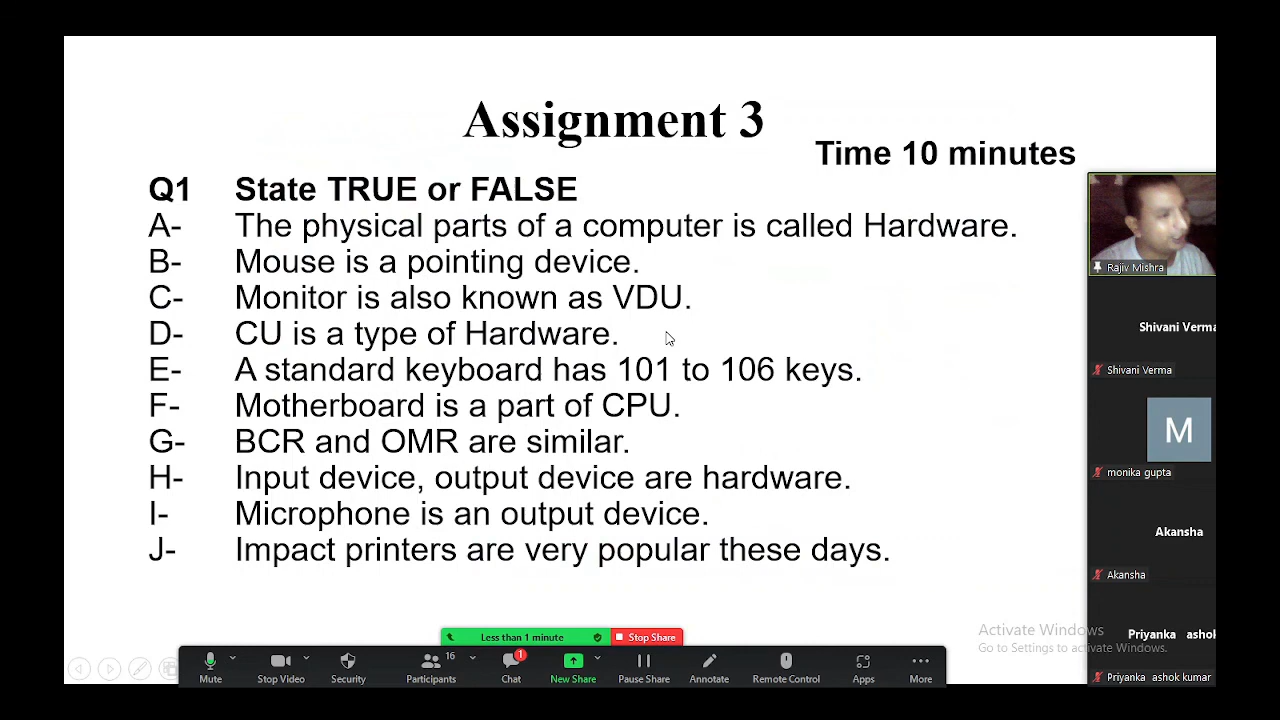 Assignment 3
Time 10 minutes
Q1 State TRUE or FALSE
A- The physical parts of a computer is called Hardware.
B- Mouse is a pointing device.
C- Monitor is also known as VDU.
D- CU is a type of Hardware.
E- A standard keyboard has 101 to 106 keys.
F- Motherboard is a part of CPU.
G- BCR and OMR are similar.
H- Input device, output device are hardware.
I- Microphone is an output device.
J- Impact printers are very popular these days.
Rajiv Mishra
Shivani Verma
Shivani Verma
M
monika gupta
Akansha
Akansha
Priyanka ashok
Priyanka ashok kumar
Activate Windows
Go to Settings to activate Windows.
Less than 1 minute Stop Share
16 1
Mute Stop Video Security Participants Chat New Share Pause Share Annotate Remote Control Apps More